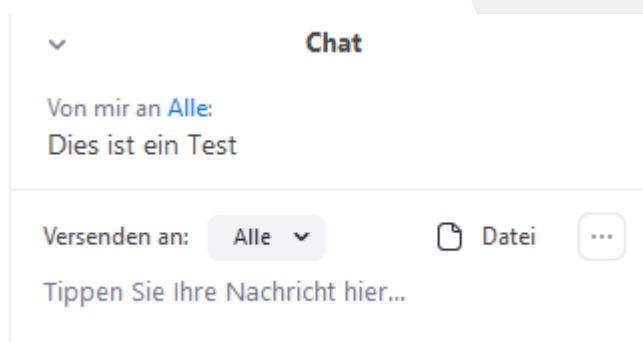 Chat
Von mir an Alle:
Dies ist ein Test
Versenden an: Alle Datei ...
Tippen Sie Ihre Nachricht hier...